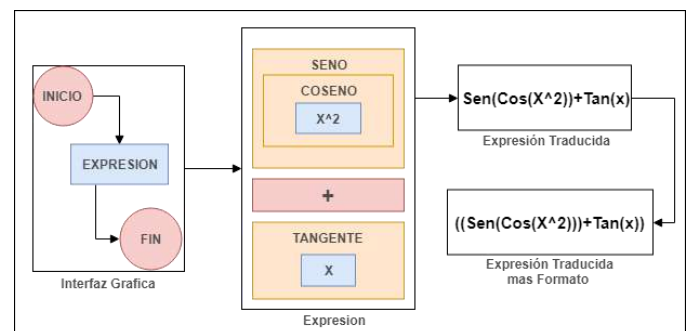 INICIO
EXPRESION
FIN
Interfaz Grafica
SENO
COSENO
X^2
+
TANGENTE
X
Expresion
Sen(Cos(X^2))+Tan(x)
Expresión Traducida
((Sen(Cos(X^2)))+Tan(x))
Expresión Traducida
mas Formato